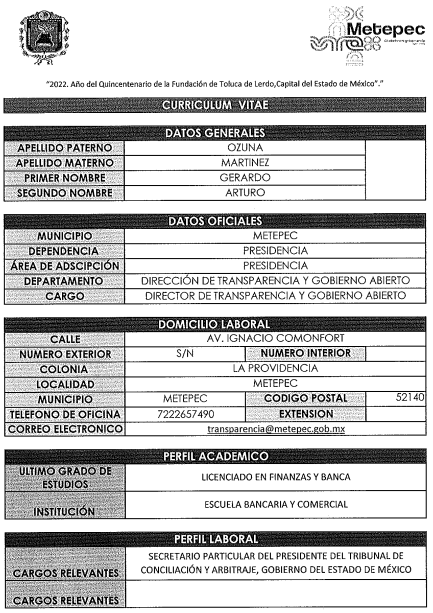 Metepec
"2022. Año del Quincentenario de la Fundación de Toluca de Lerdo,Capital del Estado de México"."
CURRICULUM VITAE
DATOS GENERALES
APELLIDO PATERNO OZUNA
APELLIDO MATERNO MARTINEZ
PRIMER NOMBRE GERARDO
SEGUNDO NOMBRE ARTURO
DATOS OFICIALES
MUNICIPIO METEPEC
DEPENDENCIA PRESIDENCIA
ÁREA DE ADSCIPCIÓN PRESIDENCIA
DEPARTAMENTO DIRECCIÓN DE TRANSPARENCIA Y GOBIERNO ABIERTO
CARGO DIRECTOR DE TRANSPARENCIA Y GOBIERNO ABIERTO
DOMICILIO LABORAL
CALLE AV. IGNACIO COMONFORT
NUMERO EXTERIOR S/N NUMERO INTERIOR
COLONIA LA PROVIDENCIA
LOCALIDAD METEPEC
MUNICIPIO METEPEC CODIGO POSTAL 52140
TELEFONO DE OFICINA 7222657490 EXTENSION
CORREO ELECTRONICO transparencia@metepec.gob.mx
PERFIL ACADEMICO
ULTIMO GRADO DE
ESTUDIOS LICENCIADO EN FINANZAS Y BANCA
INSTITUCIÓN ESCUELA BANCARIA Y COMERCIAL
PERFIL LABORAL
SECRETARIO PARTICULAR DEL PRESIDENTE DEL TRIBUNAL DE
CARGOS RELEVANTES CONCILIACIÓN Y ARBITRAJE, GOBIERNO DEL ESTADO DE MÉXICO
CARGOS RELEVANTES